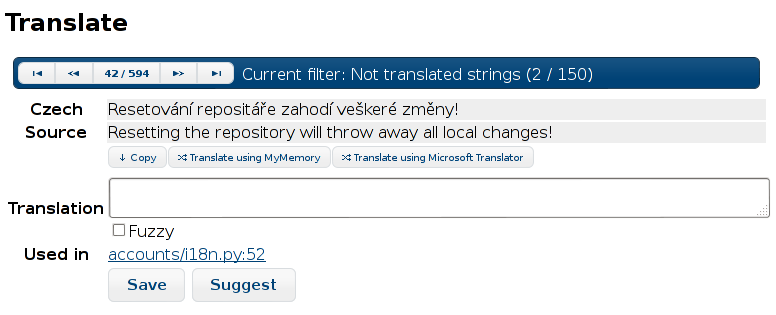 Translate
42 / 594 Current filter: Not translated strings (2 / 150)
Czech Resetování repositáře zahodí veškeré změny!
Source Resetting the repository will throw away all local changes!
↓ Copy Translate using MyMemory Translate using Microsoft Translator
Translation
Fuzzy
Used in accounts/i18n.py:52
Save Suggest